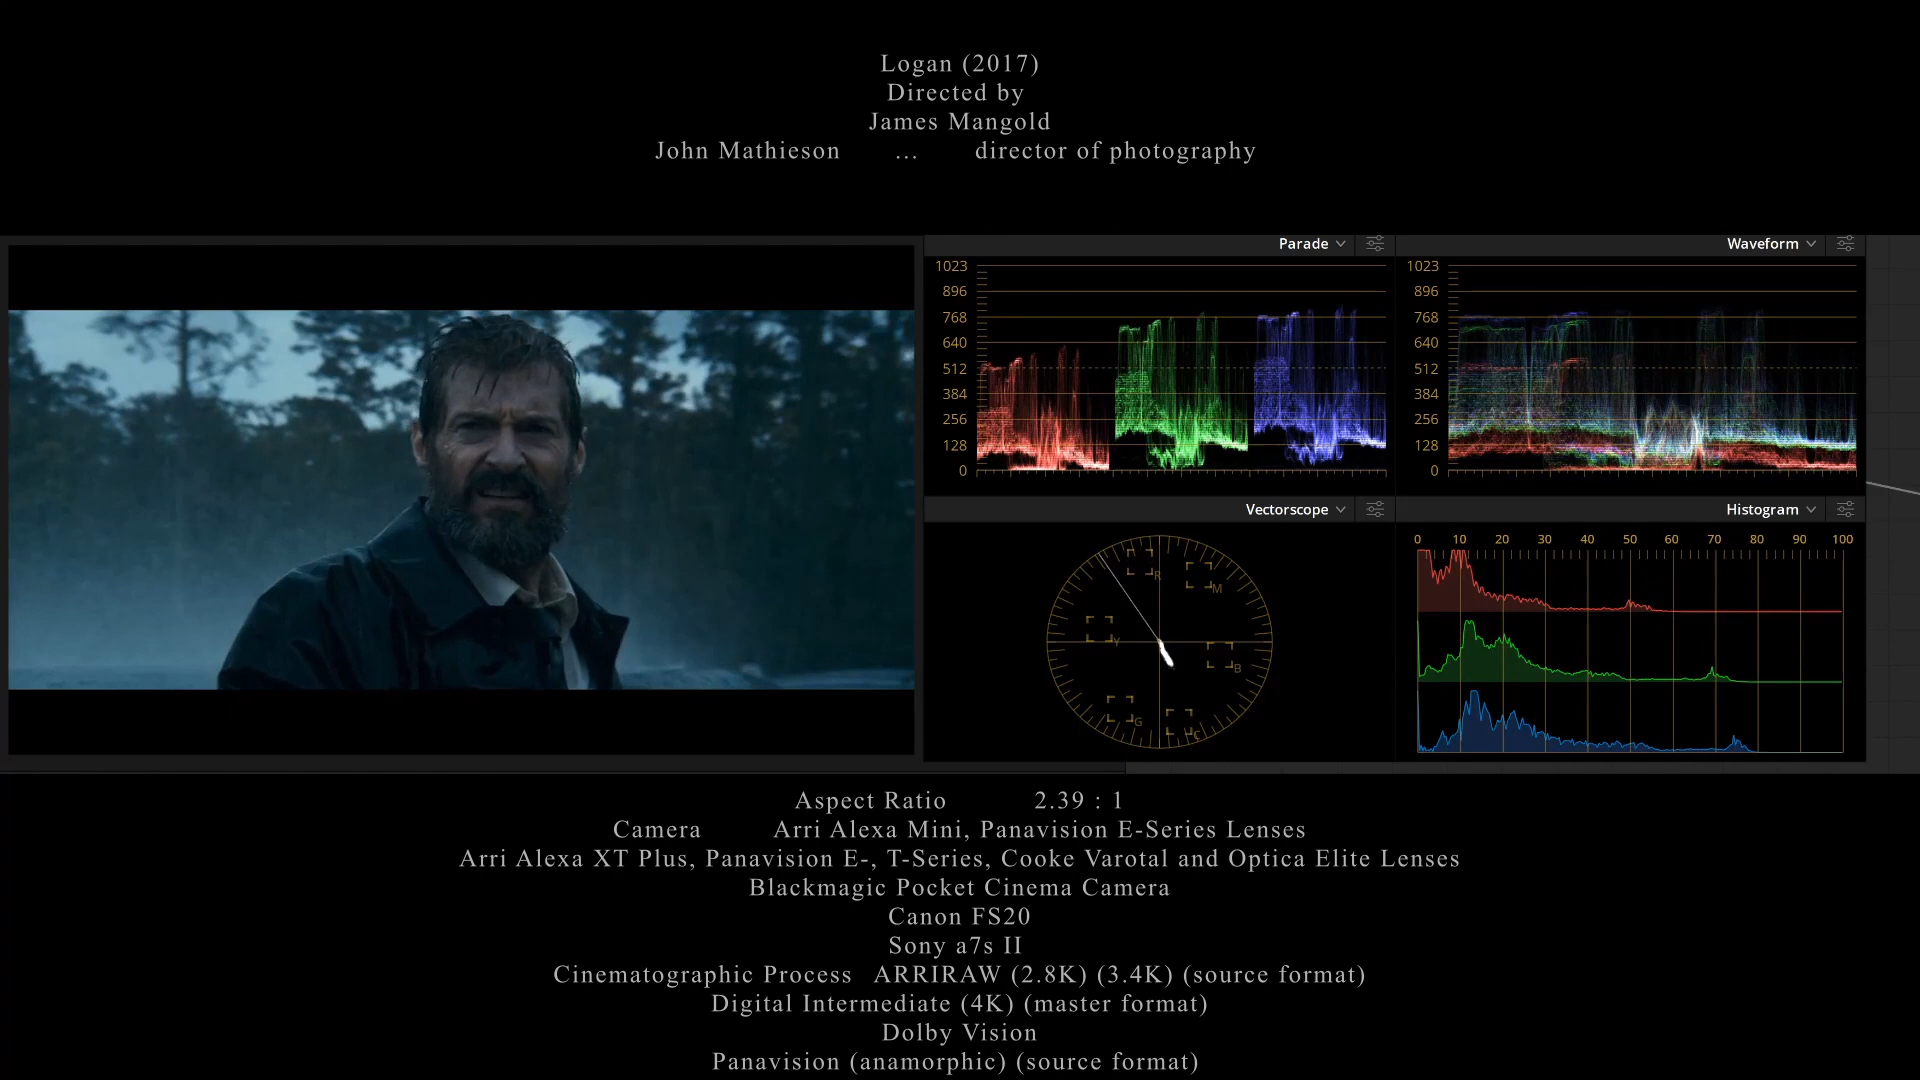 Logan (2017)
Directed by
James Mangold
John Mathieson ... director of photography
Parade
1023
896
768
640
512
384
256
128
0
Waveform
1023
896
768
640
512
384
256
128
0
Vectorscope
R
M
Y
B
G
C
Histogram
0 10 20 30 40 50 60 70 80 90 100
Aspect Ratio 2.39 : 1
Camera Arri Alexa Mini, Panavision E-Series Lenses
Arri Alexa XT Plus, Panavision E-, T-Series, Cooke Varotal and Optica Elite Lenses
Blackmagic Pocket Cinema Camera
Canon FS20
Sony a7s II
Cinematographic Process ARRIRAW (2.8K) (3.4K) (source format)
Digital Intermediate (4K) (master format)
Dolby Vision
Panavision (anamorphic) (source format)